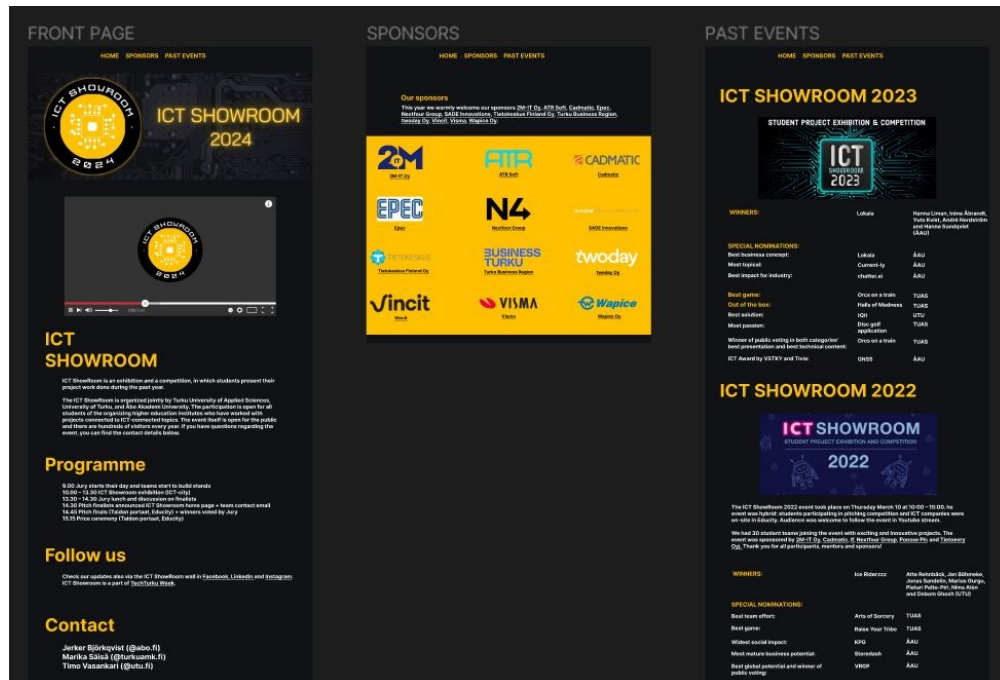 FRONT PAGE
HOME SPONSORS PAST EVENTS
ICT SHOWROOM
2024
ICT SHOWROOM
2024
ICT SHOWROOM
2024
ICT
SHOWROOM
ICT ShowRoom is an exhibition and a competition, in which students present their
project work done during the past year.
The ICT ShowRoom is organized jointly by Turku University of Applied Sciences,
University of Turku, and Åbo Akademi University. The participation is open for all
students of the organizing higher education institutes who have worked with
projects connected to ICT-connected topics. The event itself is open for the public
and there are hundreds of visitors every year. If you have questions regarding the
event, you can find the contact details below.
Programme
9.00 Jury starts their day and teams start to build stands
10.00 – 13.30 ICT Showroom exhibition (ICT-city)
13.30 – 14.30 Jury lunch and discussion on finalists
14.30 Pitch finalists announced ICT Showroom home page + team contact email
14.45 Pitch finals (Taidon portaat, Educity) + winners voted by Jury
15.15 Price ceremony (Taidon portaat, Educity)
Follow us
Check our updates also via the ICT ShowRoom wall in Facebook, LinkedIn and Instagram.
ICT Showroom is a part of TechTurku Week.
Contact
Jerker Björkqvist (@abo.fi)
Marika Säisä (@turkuamk.fi)
Timo Vasankari (@utu.fi)
SPONSORS
HOME SPONSORS PAST EVENTS
Our sponsors
This year we warmly welcome our sponsors 2M-IT Oy, ATR Soft, Cadmatic, Epec,
Nextfour Group, SADE Innovations, Tietokeskus Finland Oy, Turku Business Region,
twoday Oy, Vincit, Visma, Wapice Oy.
2M IT ATR CADMATIC
2M-IT Oy ATR Soft Cadmatic
EPEC N4
Epec Nextfour Group SADE Innovations
TIETOKESKUS BUSINESS TURKU twoday
Tietokeskus Finland Oy Turku Business Region Twoday Oy
Vincit VISMA Wapice
Vincit Visma Wapice Oy
PAST EVENTS
HOME SPONSORS PAST EVENTS
ICT SHOWROOM 2023
STUDENT PROJECT EXHIBITION & COMPETITION
ICT
SHOWROOM
2023
WINNERS: Lokala Hanna Liman, Inimo Åbrandt,
Yuts Kvist, André Nordström
and Hanna Sundqvist
(ÅAU)
SPECIAL NOMINATIONS:
Best business concept: Lokala ÅAU
Most topical: Current-ly ÅAU
Best impact for industry: chatter.ai ÅAU
Best game: Orcs on a train TUAS
Out of the box: Halls of Madness TUAS
Best solution: tQit UTU
Most passion: Disc golf application TUAS
Winner of public voting in both categories'
best presentation and best technical content: Orcs on a train TUAS
ICT Award by VSTKY and Tivia: GNSS ÅAU
ICT SHOWROOM 2022
ICT SHOWROOM
STUDENT PROJECT EXHIBITION AND COMPETITION
2022
The ICT ShowRoom 2022 event took place on Thursday March 10 at 10:00 - 15:00. he
event was hybrid: students participating in pitching competition and ICT companies were
on-site in Educity. Audience was welcome to follow the event in Youtube stream.
We had 30 student teams joining the event with exciting and innovative projects. The
event was sponsored by 2M-IT Oy, Cadmatic, If, Nextfour Group, Ponsse Plc and Tietoevry
Oyj. Thank you for all participants, mentors and sponsors!
WINNERS: Ice Riderzzz Atte Rehnbäck, Jan Böhmeke,
Jonas Sandelin, Marius Gurgu,
Pietari Pelto-Piri, Nima Alén
and Deborn Ghosh (UTU)
SPECIAL NOMINATIONS:
Best team effort: Arts of Sorcery TUAS
Best game: Raise Your Tribe TUAS
Widest social impact: KPG ÅAU
Most mature business potential: Storedash ÅAU
Best global potential and winner of
public voting: VROP ÅAU